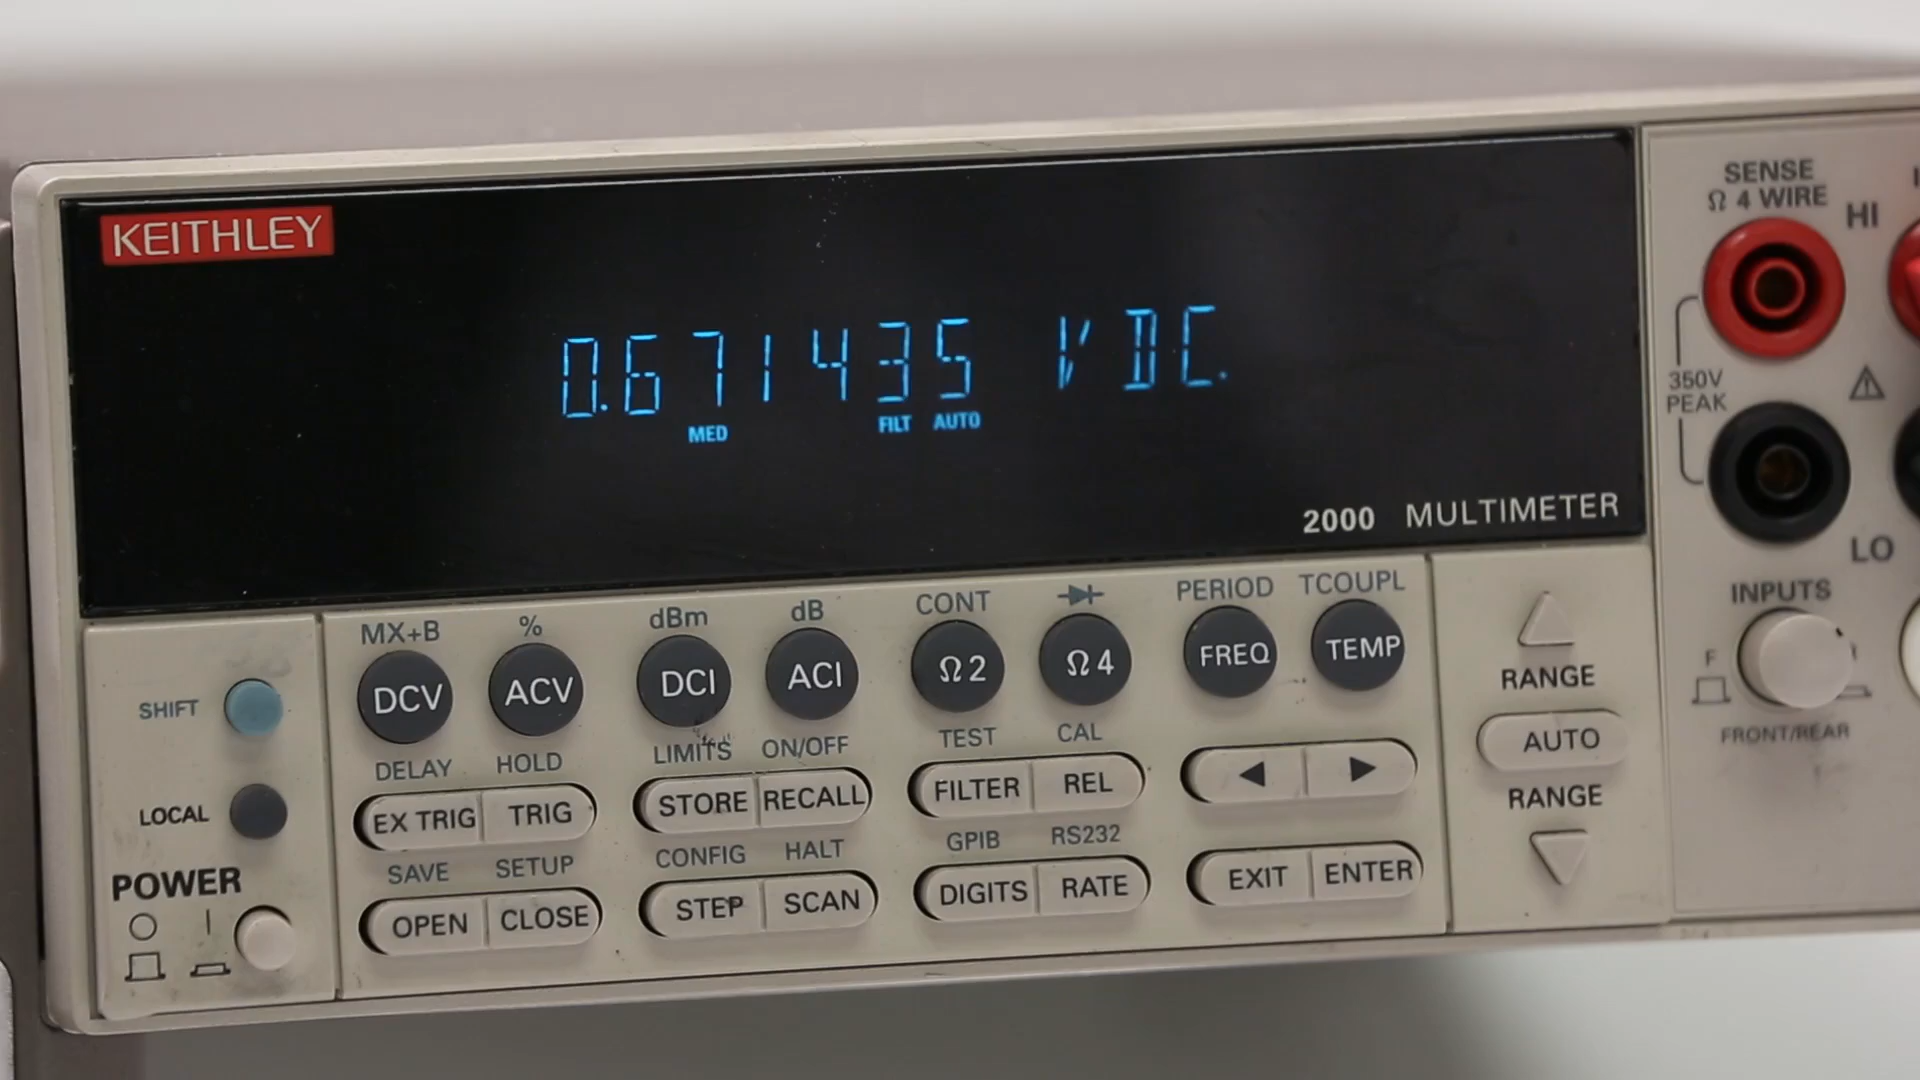 KEITHLEY
0.671435 VDC.
MED FILT AUTO
2000 MULTIMETER
SENSE
Ω 4 WIRE
HI
350V
PEAK
LO
INPUTS
F
FRONT/REAR
SHIFT
LOCAL
POWER
MX+B % dBm dB CONT PERIOD TCOUPL
DCV ACV DCI ACI Ω2 Ω4 FREQ TEMP
DELAY HOLD LIMITS ON/OFF TEST CAL
EX TRIG TRIG STORE RECALL FILTER REL
SAVE SETUP CONFIG HALT GPIB RS232
OPEN CLOSE STEP SCAN DIGITS RATE EXIT ENTER
RANGE
AUTO
RANGE